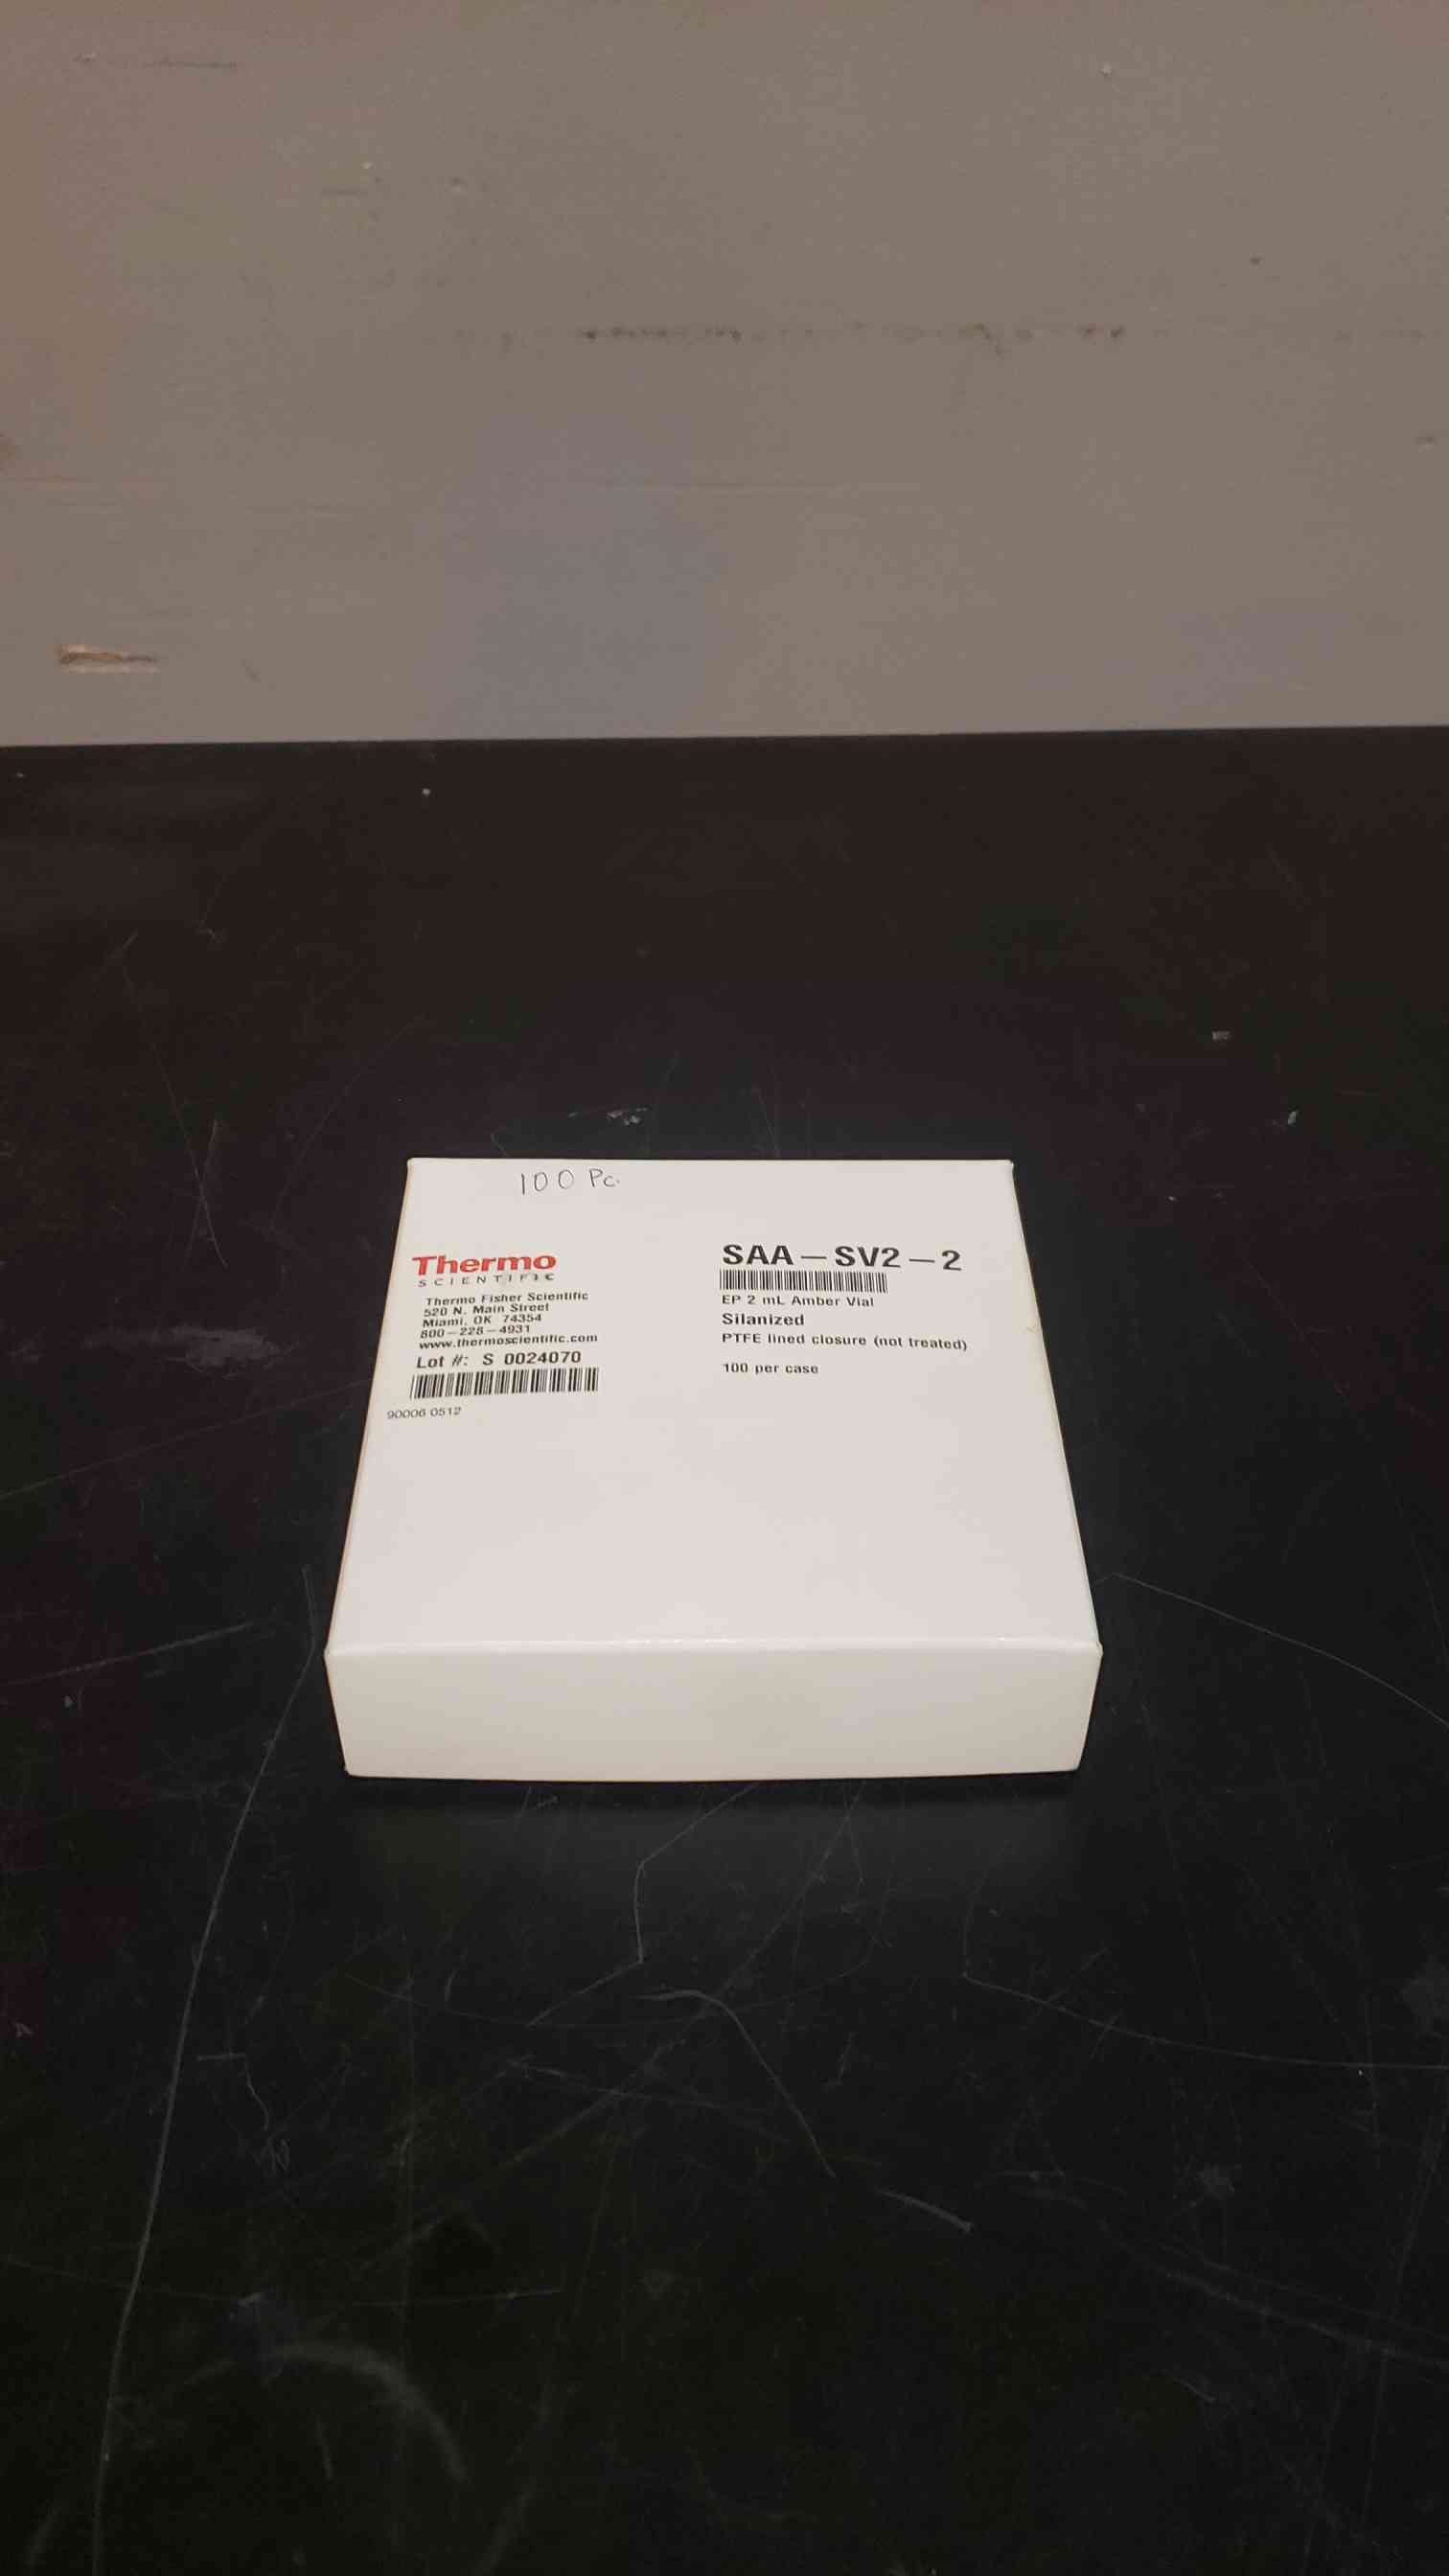 100 Pc.
Thermo
SCIENTIFIC
Thermo Fisher Scientific
520 N. Main Street
Miami, OK 74354
800-228-4931
www.thermoscientific.com
Lot #: S 0024070
90006 0512
SAA-SV2-2
EP 2 mL Amber Vial
Silanized
PTFE lined closure (not treated)
100 per case